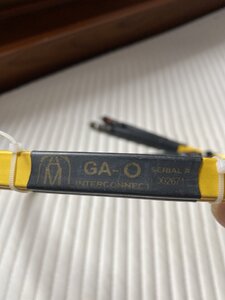 M
GA-O
INTERCONNECT
SERIAL #